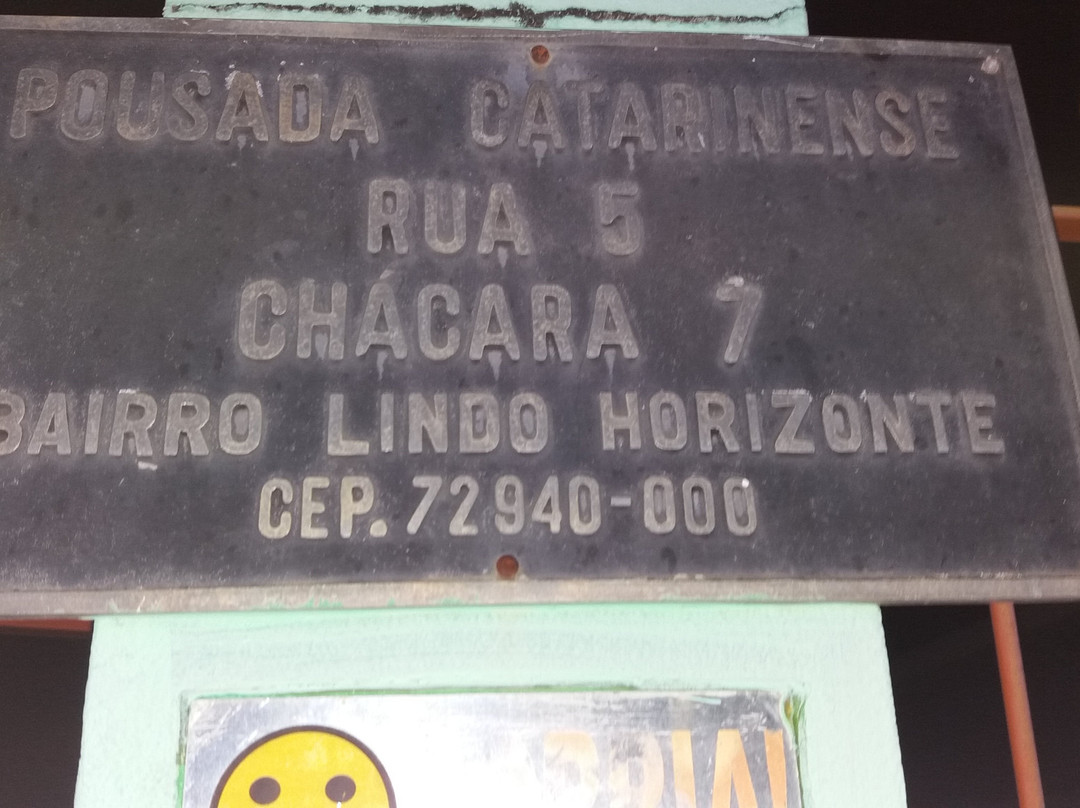 POUSADA CATARINENSE
RUA 5
CHÁCARA 7
BAIRRO LINDO HORIZONTE
CEP. 72940-000